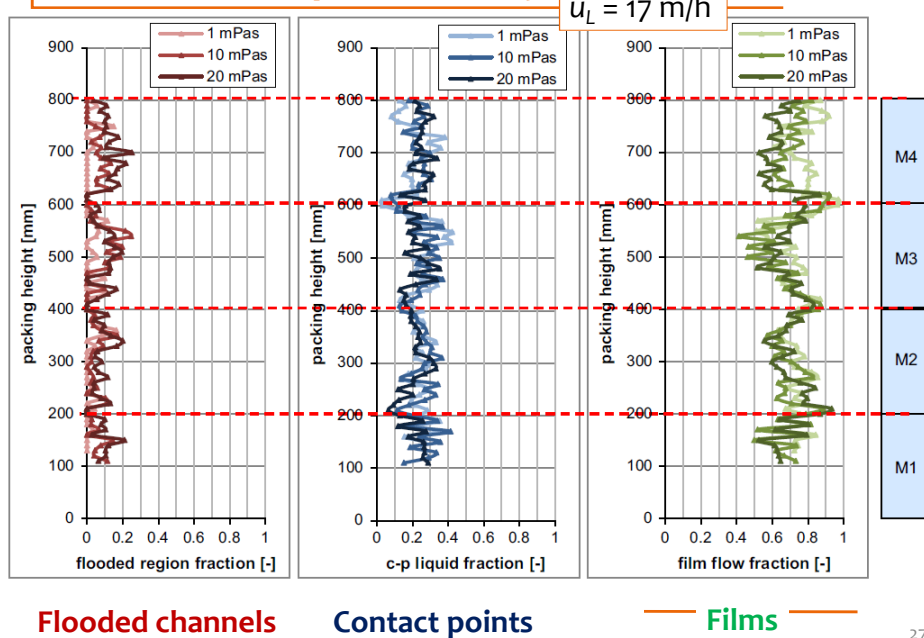 u_L = 17 m/h
1 mPas
10 mPas
20 mPas
900
800
700
600
500
400
300
200
100
0
packing height [mm]
0 0.2 0.4 0.6 0.8 1
flooded region fraction [-]
1 mPas
10 mPas
20 mPas
900
800
700
600
500
400
300
200
100
0
packing height [mm]
0 0.2 0.4 0.6 0.8 1
c-p liquid fraction [-]
1 mPas
10 mPas
20 mPas
900
800
700
600
500
400
300
200
100
0
packing height [mm]
0 0.2 0.4 0.6 0.8 1
film flow fraction [-]
M4
M3
M2
M1
Flooded channels
Contact points
Films
27